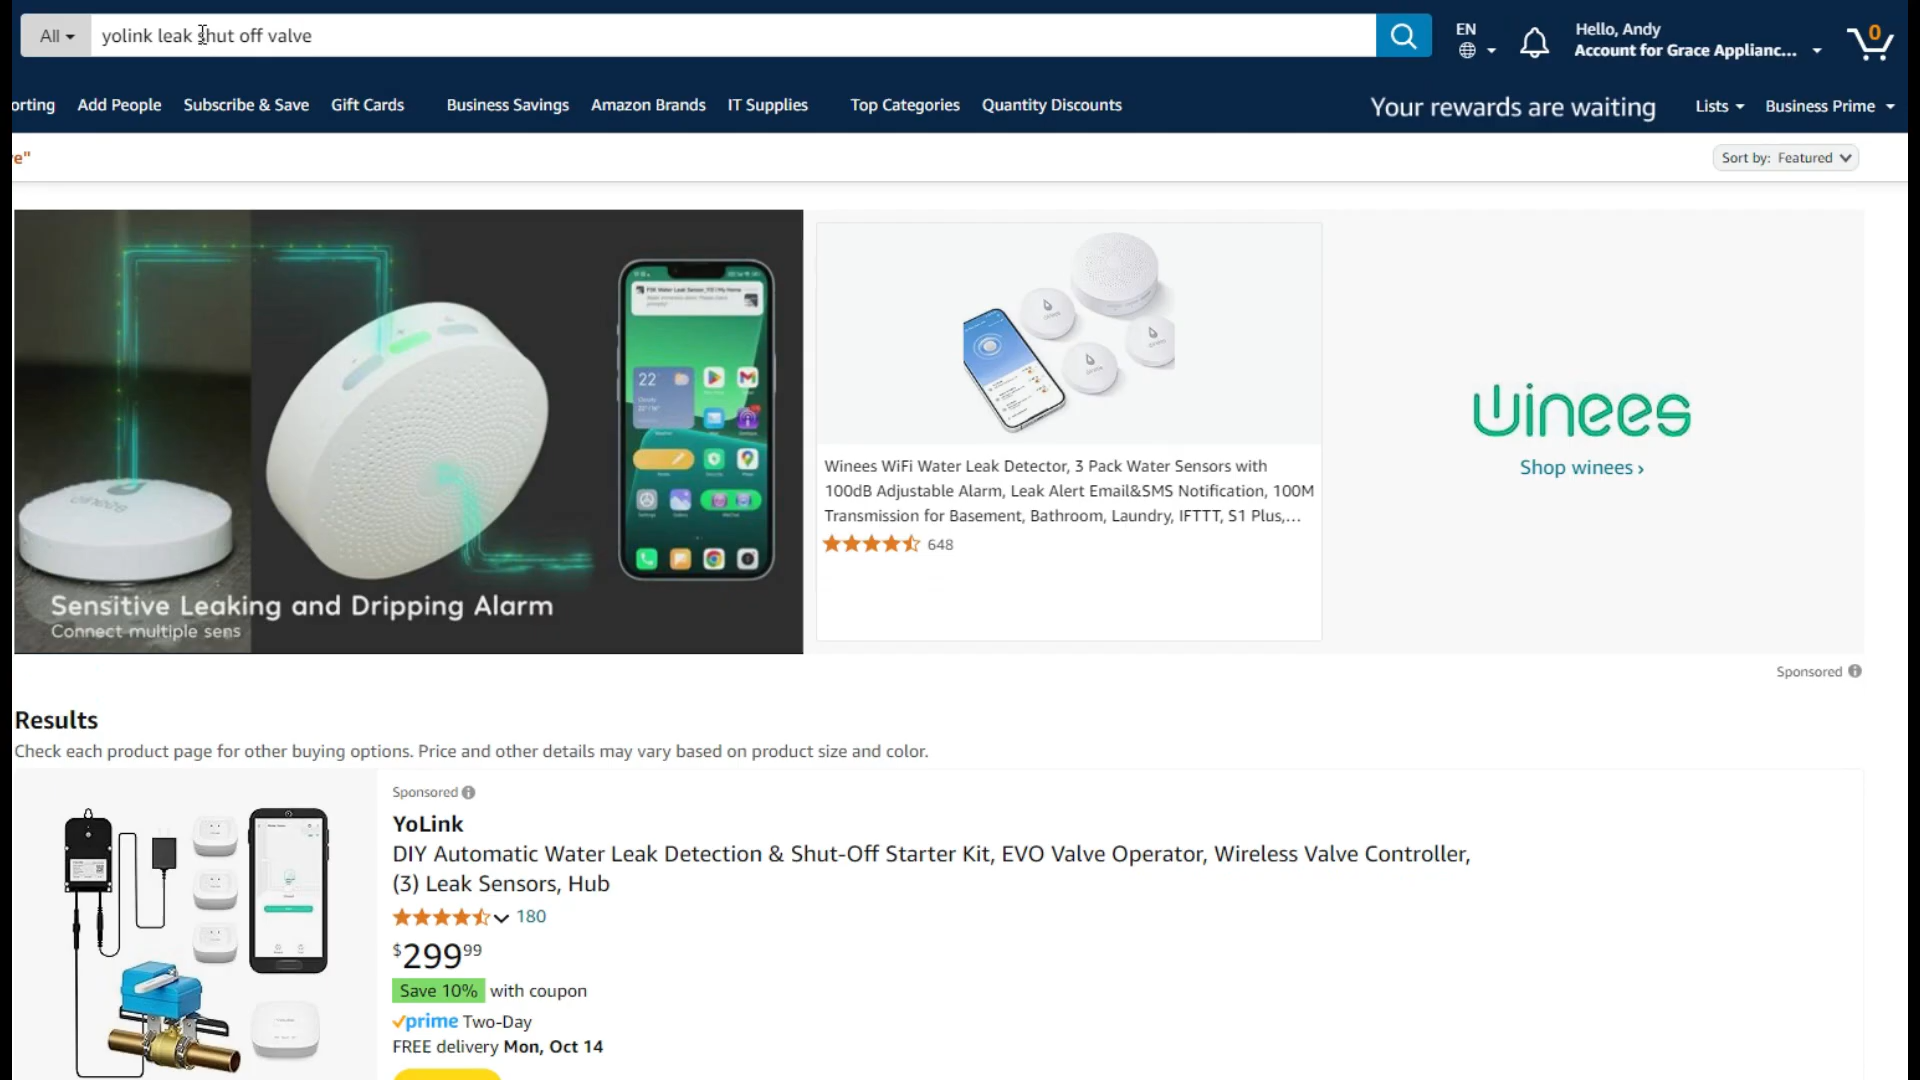 All
yolink leak shut off valve
EN
Hello, Andy
Account for Grace Applianc...
0
orting
Add People
Subscribe & Save
Gift Cards
Business Savings
Amazon Brands
IT Supplies
Top Categories
Quantity Discounts
Your rewards are waiting
Lists
Business Prime
e"
Sort by: Featured
22
winees
Sensitive Leaking and Dripping Alarm
Connect multiple sens
Winees WiFi Water Leak Detector, 3 Pack Water Sensors with
100dB Adjustable Alarm, Leak Alert Email&SMS Notification, 100M
Transmission for Basement, Bathroom, Laundry, IFTTT, S1 Plus,...
648
winees
Shop winees ›
Sponsored
Results
Check each product page for other buying options. Price and other details may vary based on product size and color.
Sponsored
YoLink
DIY Automatic Water Leak Detection & Shut-Off Starter Kit, EVO Valve Operator, Wireless Valve Controller,
(3) Leak Sensors, Hub
180
$299.99
Save 10% with coupon
prime Two-Day
FREE delivery Mon, Oct 14